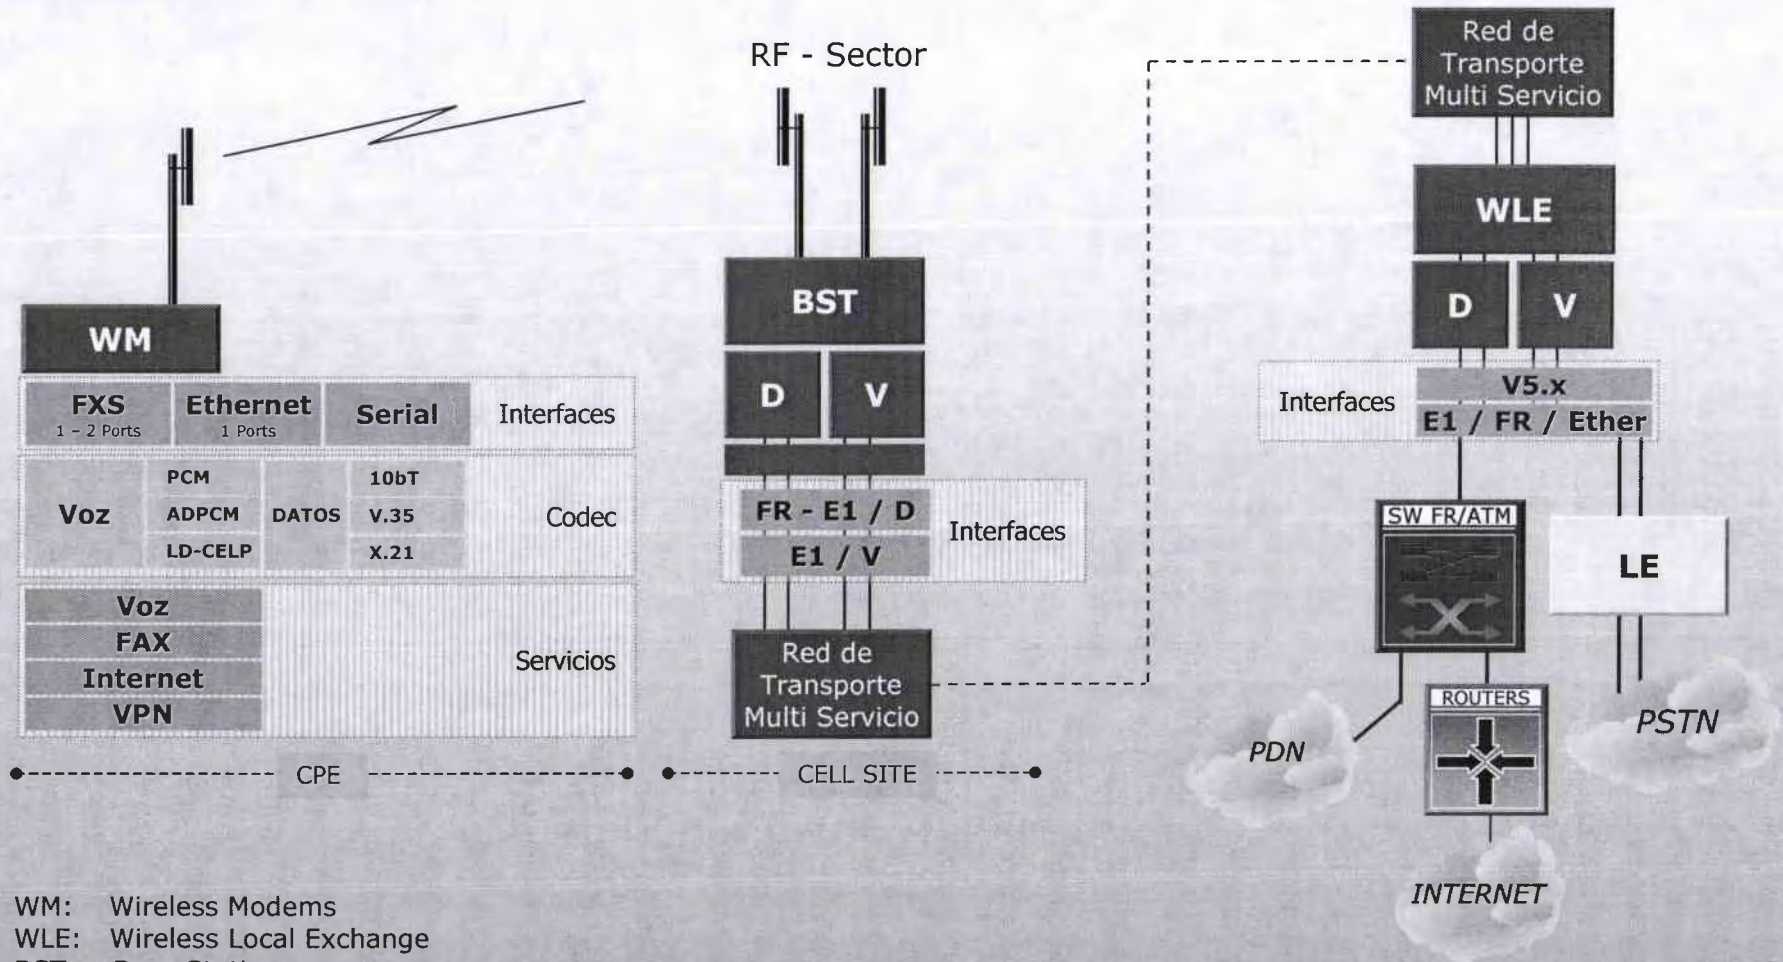 RF - Sector
WM
FXS
1 - 2 Ports
Ethernet
1 Ports
Serial
Interfaces
Voz
PCM
ADPCM
LD-CELP
DATOS
10bT
V.35
X.21
Codec
Voz
FAX
Internet
VPN
Servicios
CPE
BST
D
V
FR - E1 / D
E1 / V
Interfaces
Red de
Transporte
Multi Servicio
CELL SITE
Red de
Transporte
Multi Servicio
WLE
D
V
Interfaces
V5.x
E1 / FR / Ether
SW FR/ATM
LE
ROUTERS
PDN
PSTN
INTERNET
WM: Wireless Modems
WLE: Wireless Local Exchange